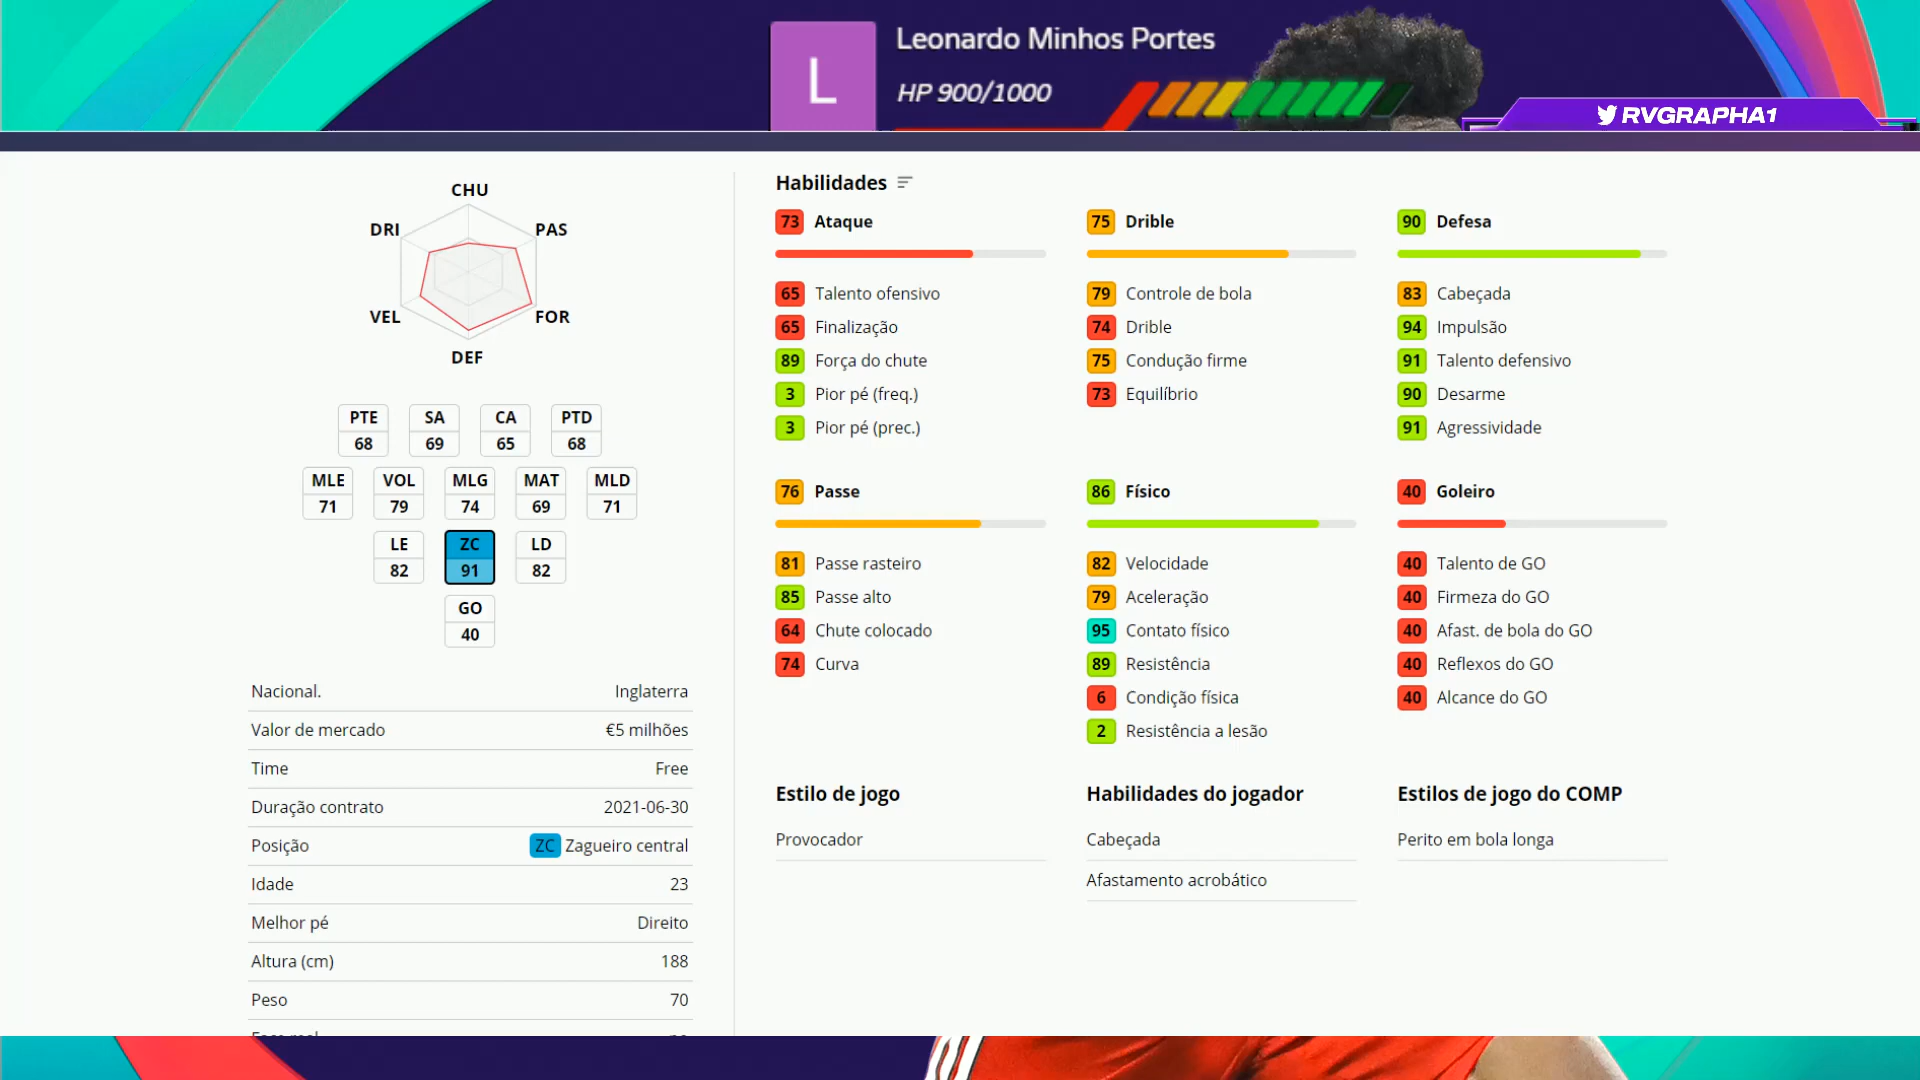 Leonardo Minhos Portes
L
HP 900/1000
RVGRAPHA1
CHU
DRI
PAS
VEL
FOR
DEF
PTE
SA
CA
PTD
68
69
65
68
MLE
VOL
MLG
MAT
MLD
71
79
74
69
71
LE
ZC
LD
82
91
82
GO
40
Nacional. Inglaterra
Valor de mercado €5 milhões
Time Free
Duração contrato 2021-06-30
Posição ZC Zagueiro central
Idade 23
Melhor pé Direito
Altura (cm) 188
Peso 70
Habilidades
73 Ataque
65 Talento ofensivo
65 Finalização
89 Força do chute
3 Pior pé (freq.)
3 Pior pé (prec.)
75 Drible
79 Controle de bola
74 Drible
75 Condução firme
73 Equilíbrio
90 Defesa
83 Cabeçada
94 Impulsão
91 Talento defensivo
90 Desarme
91 Agressividade
76 Passe
81 Passe rasteiro
85 Passe alto
64 Chute colocado
74 Curva
86 Físico
82 Velocidade
79 Aceleração
95 Contato físico
89 Resistência
6 Condição física
2 Resistência a lesão
40 Goleiro
40 Talento de GO
40 Firmeza do GO
40 Afast. de bola do GO
40 Reflexos do GO
40 Alcance do GO
Estilo de jogo
Provocador
Habilidades do jogador
Cabeçada
Afastamento acrobático
Estilos de jogo do COMP
Perito em bola longa